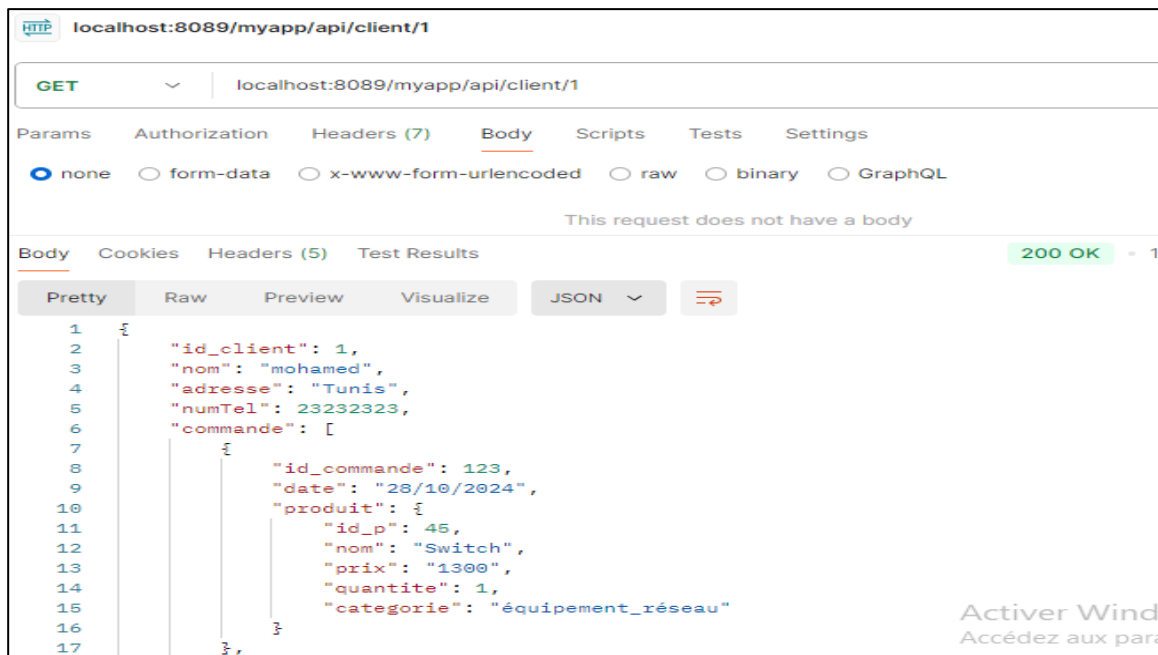 HTTP localhost:8089/myapp/api/client/1
GET localhost:8089/myapp/api/client/1
Params Authorization Headers (7) Body Scripts Tests Settings
none form-data x-www-form-urlencoded raw binary GraphQL
This request does not have a body
Body Cookies Headers (5) Test Results 200 OK 1
Pretty Raw Preview Visualize JSON
1 {
2 "id_client": 1,
3 "nom": "mohamed",
4 "adresse": "Tunis",
5 "numTel": 23232323,
6 "commande": [
7 {
8 "id_commande": 123,
9 "date": "28/10/2024",
10 "produit": {
11 "id_p": 45,
12 "nom": "Switch",
13 "prix": "1300",
14 "quantite": 1,
15 "categorie": "équipement_réseau"
16 }
17 },
Activer Wind
Accédez aux para